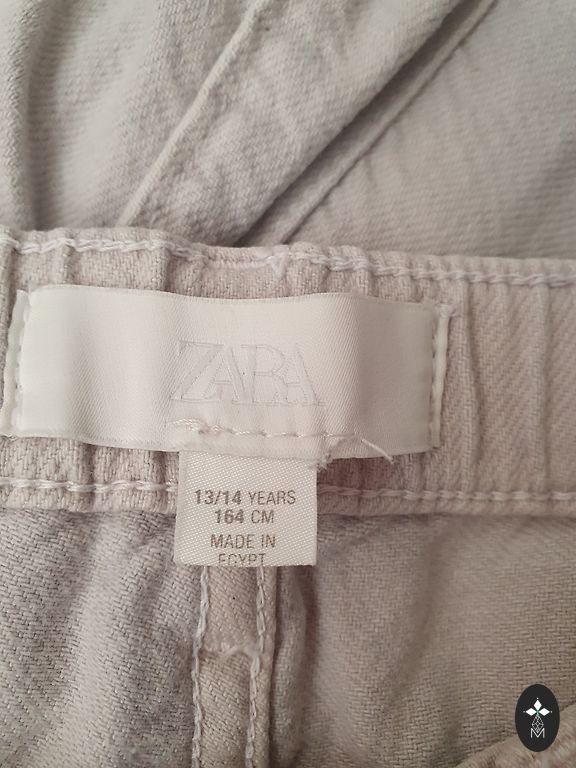 ZARA
13/14 YEARS
164 CM
MADE IN
EGYPT
M